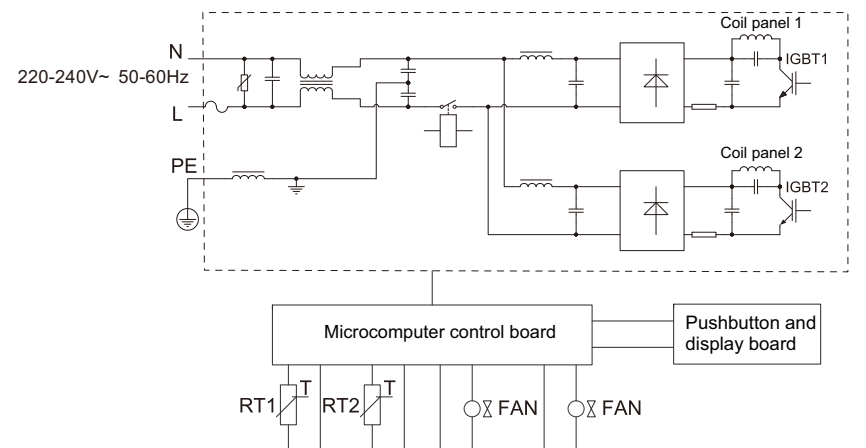 Coil panel 1
N
IGBT1
220-240V~ 50-60Hz
L
PE
Coil panel 2
IGBT2
Microcomputer control board
Pushbutton and
display board
RT1
T
RT2
T
FAN
FAN